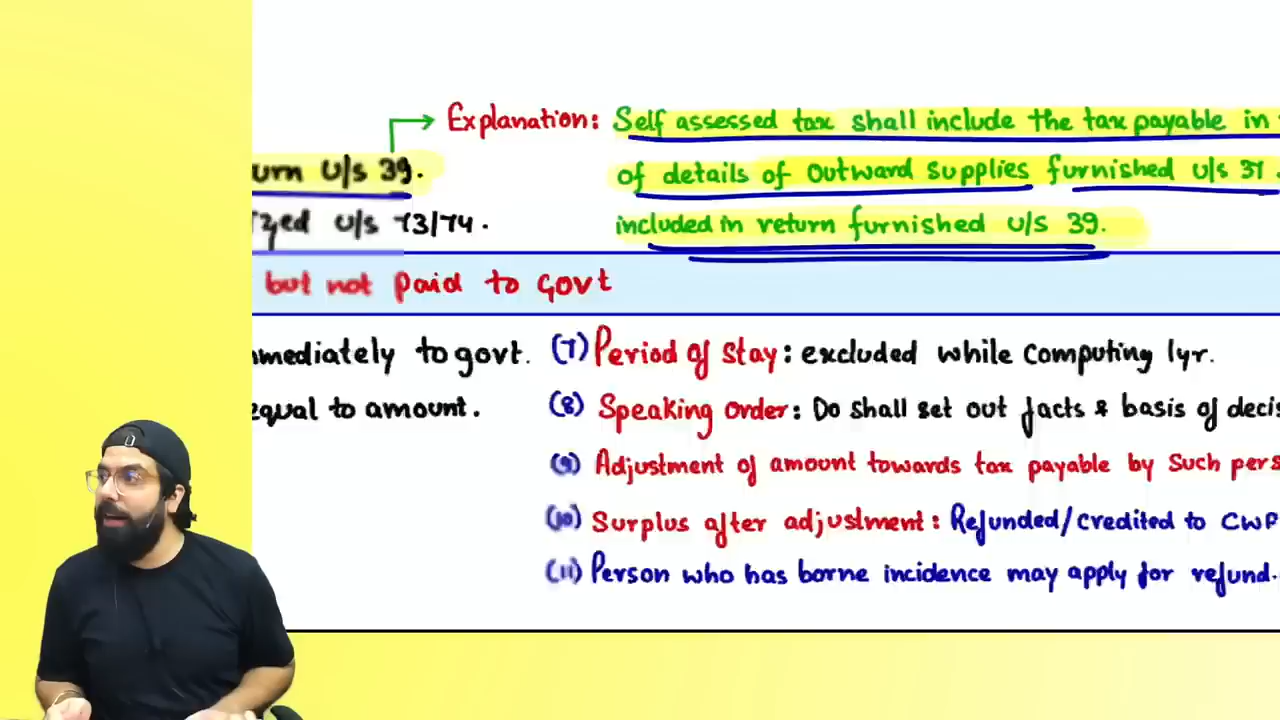 Explanation: Self assessed tax shall include the tax payable in
urn u/s 39. of details of outward supplies furnished u/s 37
included in return furnished u/s 39.
u/s 73/74.
but not paid to Govt
mmediately to govt. (7) Period of stay: excluded while computing 1yr.
equal to amount. (8) Speaking order: DO shall set out facts & basis of decis
(9) Adjustment of amount towards tax payable by such pers
(10) Surplus after adjustment: Refunded/credited to CWF
(11) Person who has borne incidence may apply for refund.